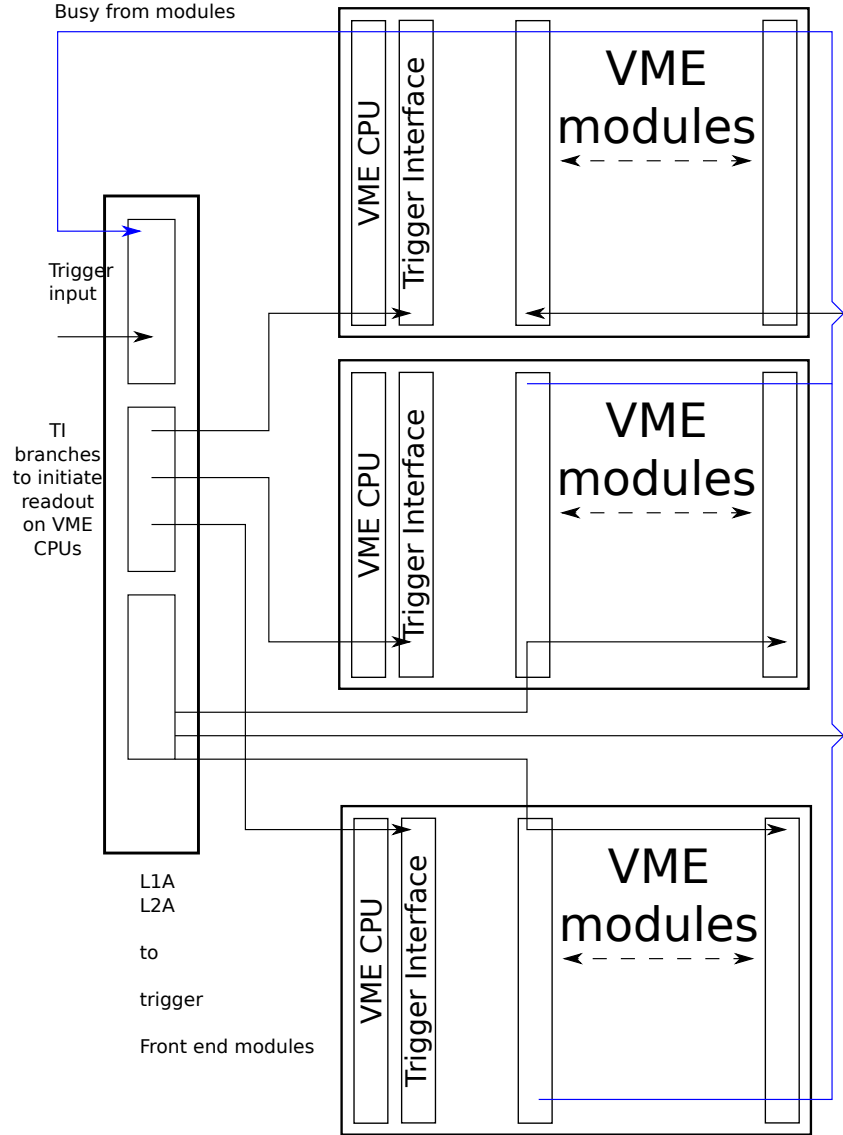 Busy from modules
VME CPU
Trigger Interface
VME
modules
Trigger
input
TI
branches
to initiate
readout
on VME
CPUs
VME CPU
Trigger Interface
VME
modules
VME CPU
Trigger Interface
VME
modules
L1A
L2A
to
trigger
Front end modules